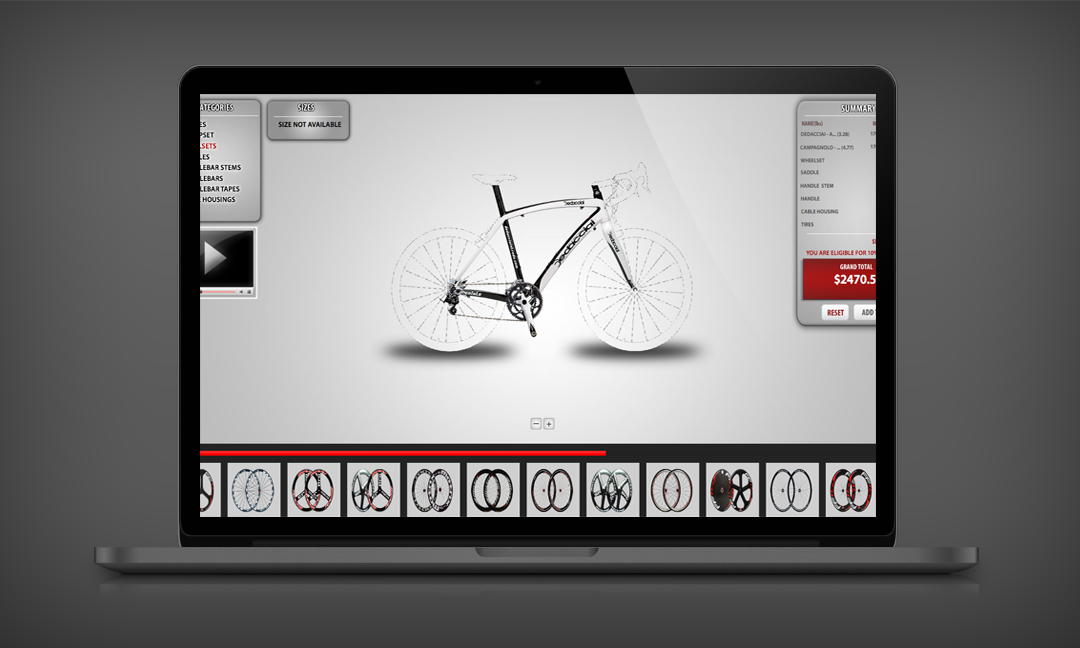 ATEGORIES
ES
PSET
LSETS
LES
LEBAR STEMS
LEBARS
LEBAR TAPES
E HOUSINGS
SIZES
SIZE NOT AVAILABLE
Dedacciai
Dedacciai
SUMMARY
NAME(lbs)
DEDACCIAI - A... (3.28)
CAMPAGNOLO - ... (4.77)
WHEELSET
SADDLE
HANDLE STEM
HANDLE
CABLE HOUSING
TIRES
YOU ARE ELIGIBLE FOR 10%
GRAND TOTAL
$2470.5
RESET
ADD